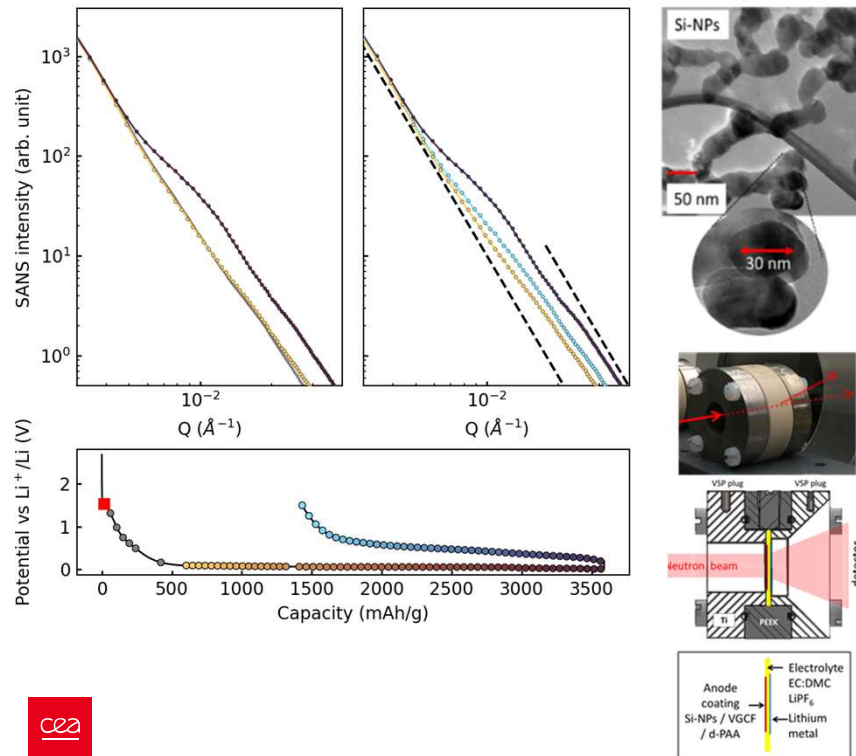 10³
10²
10¹
10⁰
SANS intensity (arb. unit)
10⁻²
10⁻²
Q (Å⁻¹)
Q (Å⁻¹)
2
1
0
Potential vs Li⁺/Li (V)
0 500 1000 1500 2000 2500 3000 3500
Capacity (mAh/g)
Si-NPs
50 nm
30 nm
VSP plug VSP plug
Neutron beam
detector
Ti
PEEK
Electrolyte
EC:DMC
LiPF₆
Anode
coating
Si-NPs / VGCF
/ d-PAA
Lithium
metal
cea